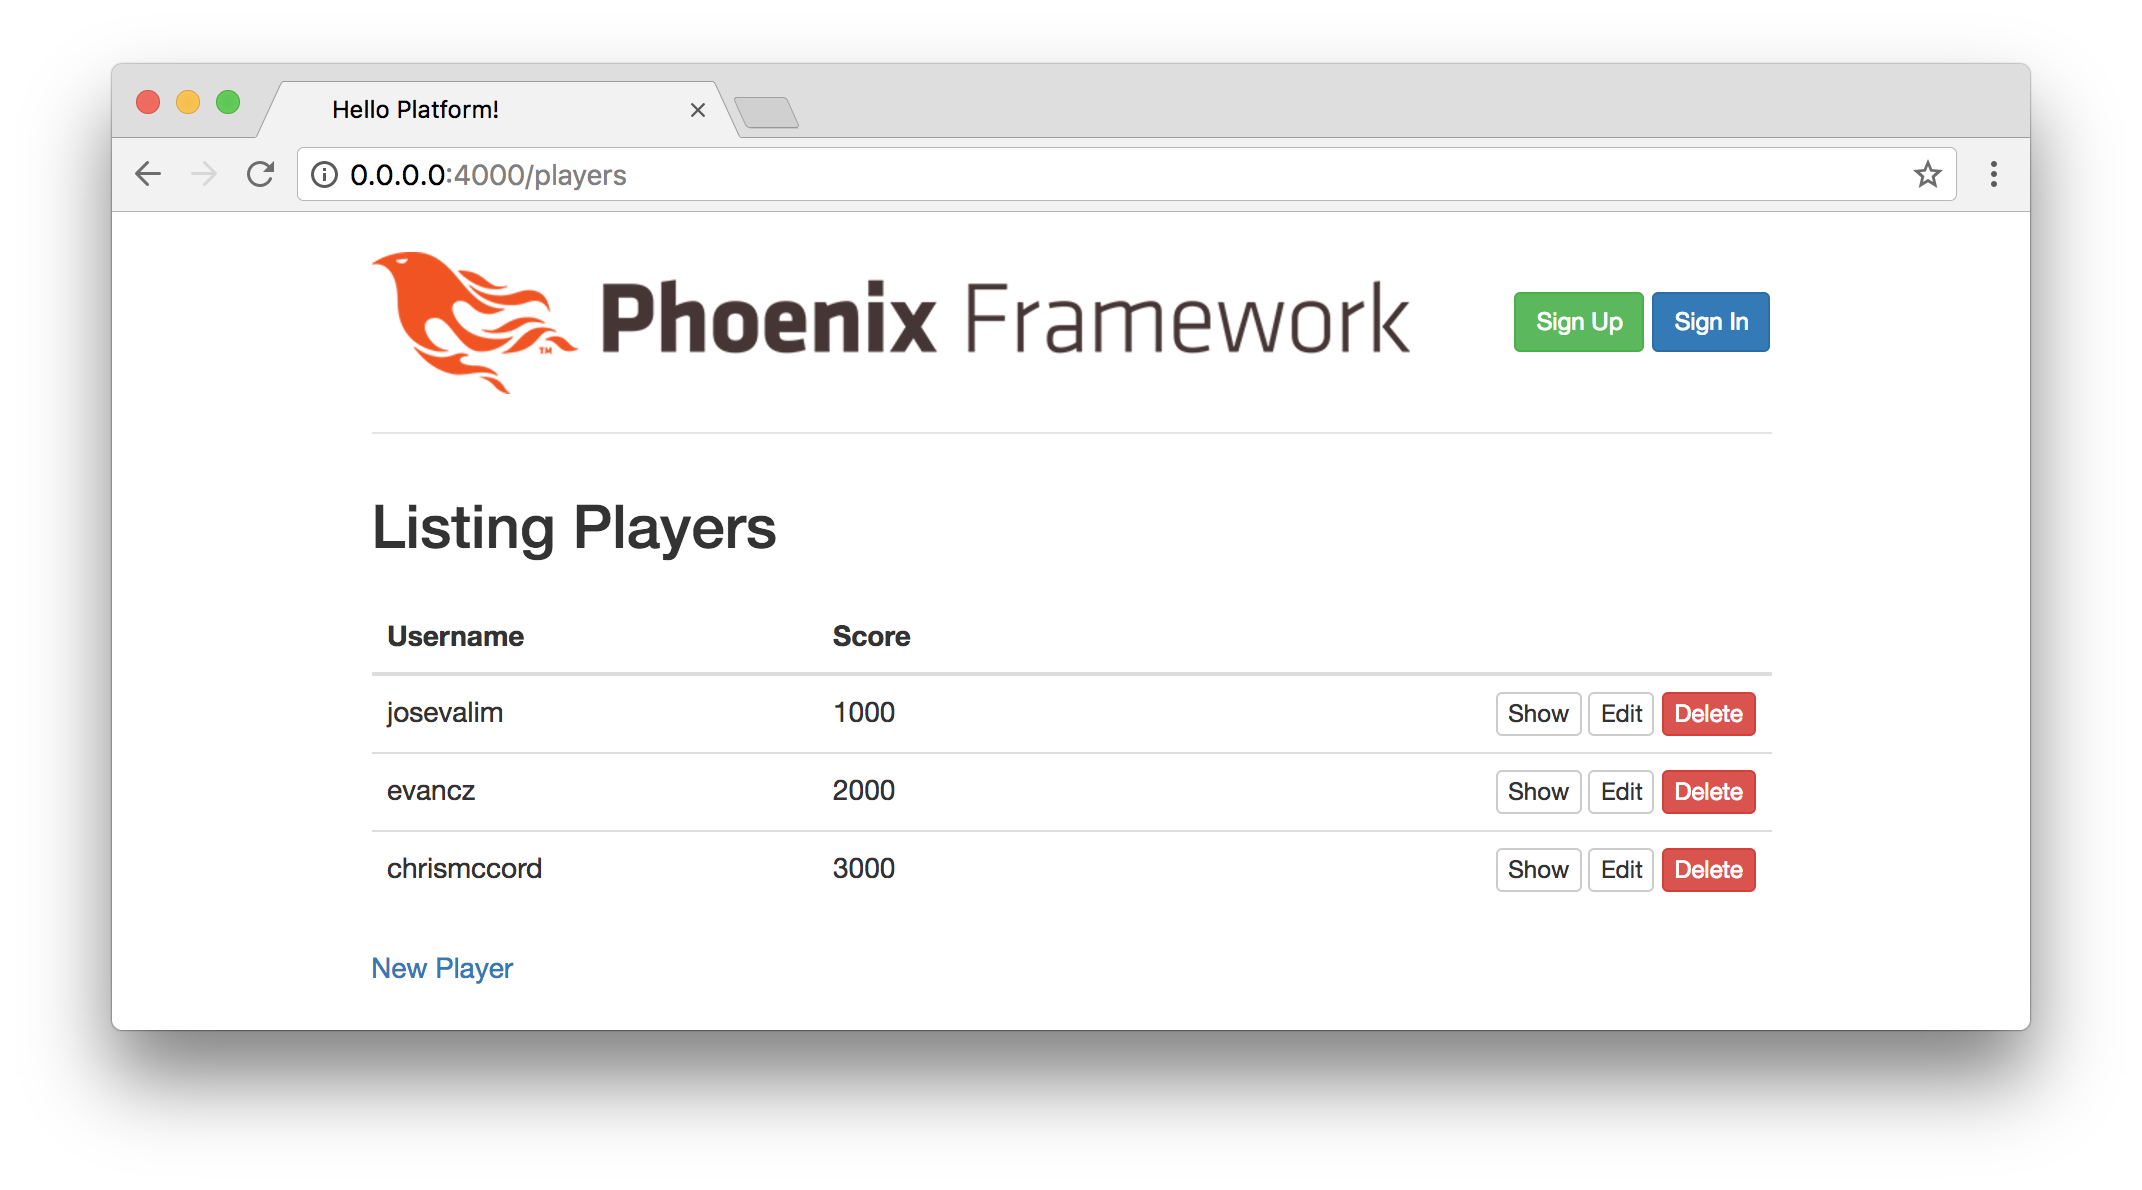 Hello Platform!
0.0.0.0:4000/players
Phoenix Framework
TM
Sign Up Sign In
Listing Players
Username Score
josevalim 1000 Show Edit Delete
evancz 2000 Show Edit Delete
chrismccord 3000 Show Edit Delete
New Player